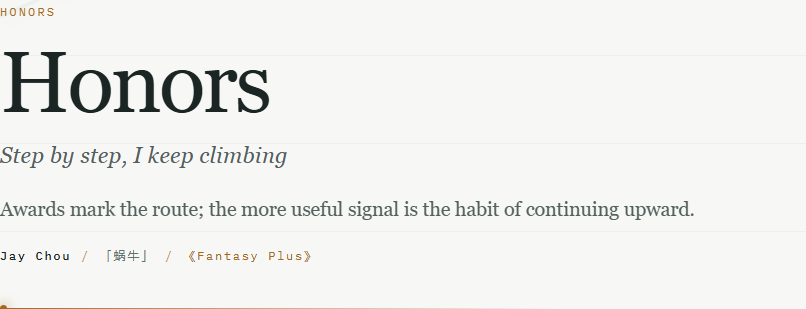 HONORS
Honors
Step by step, I keep climbing
Awards mark the route; the more useful signal is the habit of continuing upward.
Jay Chou / 「蜗牛」 / 《Fantasy Plus》